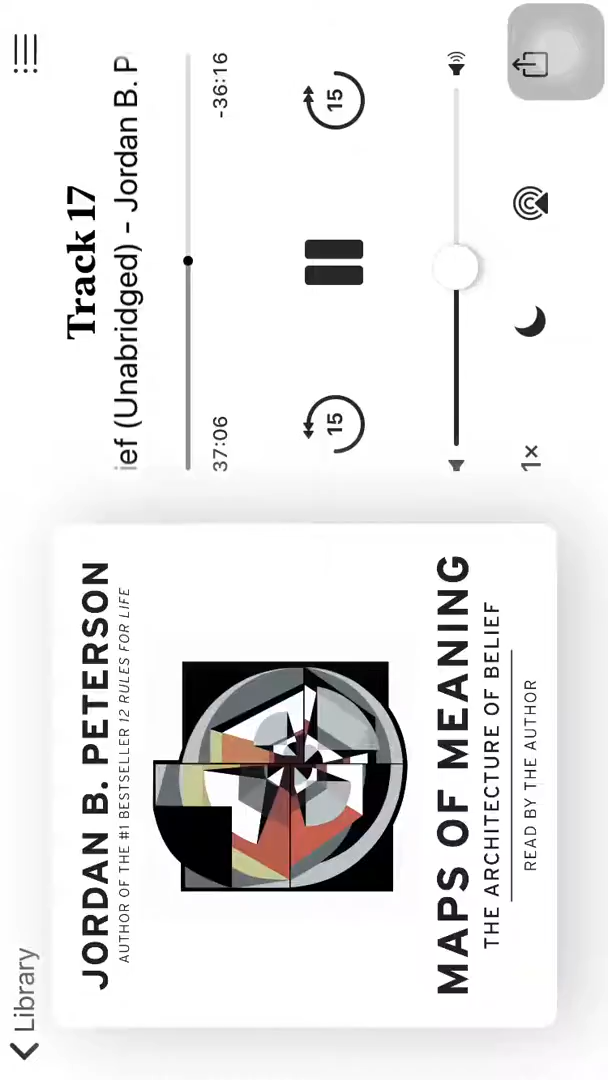 Library
JORDAN B. PETERSON
AUTHOR OF THE #1 BESTSELLER 12 RULES FOR LIFE
MAPS OF MEANING
THE ARCHITECTURE OF BELIEF
READ BY THE AUTHOR
Track 17
ief (Unabridged) – Jordan B. P
37:06
-36:16
15
15
1×